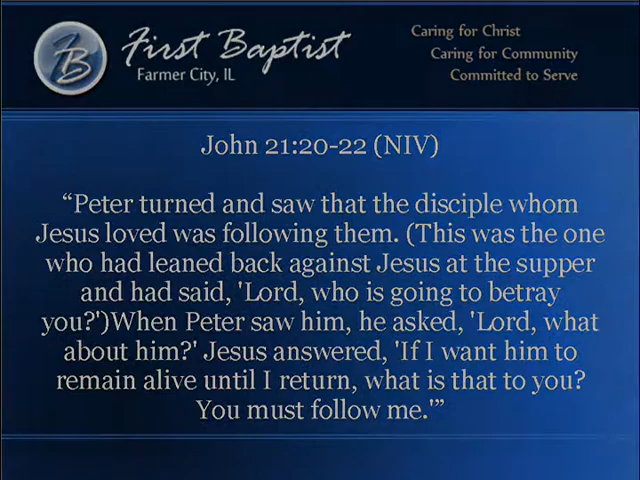 FB
First Baptist
Farmer City, IL
Caring for Christ
Caring for Community
Committed to Serve
John 21:20-22 (NIV)
“Peter turned and saw that the disciple whom
Jesus loved was following them. (This was the one
who had leaned back against Jesus at the supper
and had said, 'Lord, who is going to betray
you?')When Peter saw him, he asked, 'Lord, what
about him?' Jesus answered, 'If I want him to
remain alive until I return, what is that to you?
You must follow me.'”